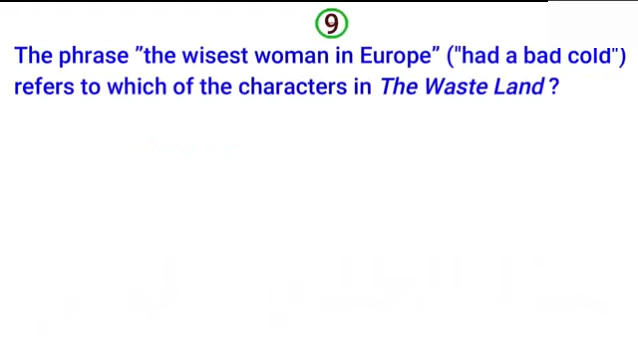 9
The phrase "the wisest woman in Europe" ("had a bad cold")
refers to which of the characters in The Waste Land ?